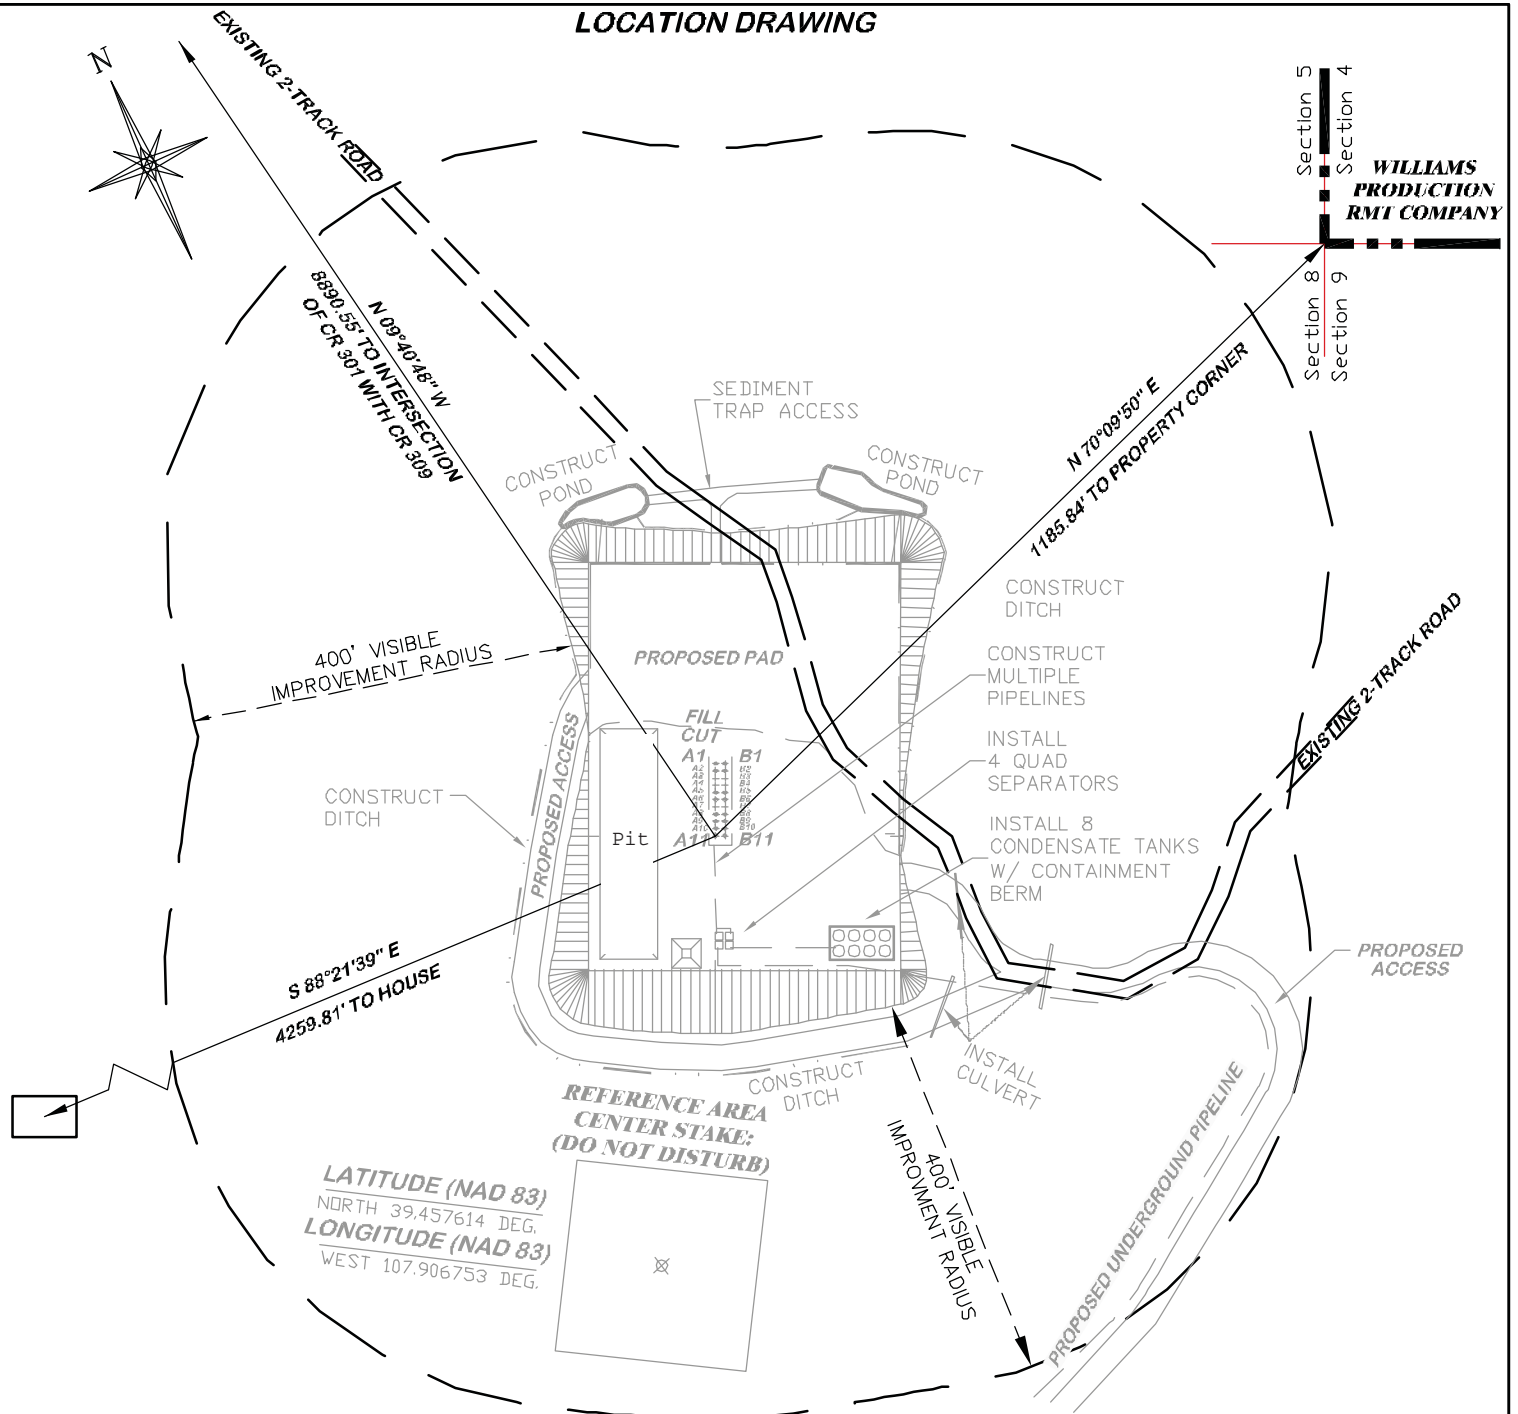 LOCATION DRAWING
N
EXISTING 2-TRACK ROAD
Section 5
Section 4
WILLIAMS
PRODUCTION
RMT COMPANY
Section 8
Section 9
N 09°40'48" W
8890.55' TO INTERSECTION
OF CR 301 WITH CR 309
SEDIMENT
TRAP ACCESS
N 70°09'50" E
1185.84' TO PROPERTY CORNER
CONSTRUCT
POND
CONSTRUCT
POND
CONSTRUCT
DITCH
400' VISIBLE
IMPROVEMENT RADIUS
PROPOSED PAD
CONSTRUCT
MULTIPLE
PIPELINES
EXISTING 2-TRACK ROAD
FILL
CUT
PROPOSED ACCESS
A1
B1
INSTALL
4 QUAD
SEPARATORS
CONSTRUCT
DITCH
Pit
A11
B11
INSTALL 8
CONDENSATE TANKS
W/ CONTAINMENT
BERM
S 88°21'39" E
4259.81' TO HOUSE
PROPOSED
ACCESS
INSTALL
CULVERT
CONSTRUCT
DITCH
REFERENCE AREA
CENTER STAKE:
(DO NOT DISTURB)
400' VISIBLE
IMPROVMENT RADIUS
PROPOSED UNDERGROUND PIPELINE
LATITUDE (NAD 83)
NORTH 39.457614 DEG.
LONGITUDE (NAD 83)
WEST 107.906753 DEG.